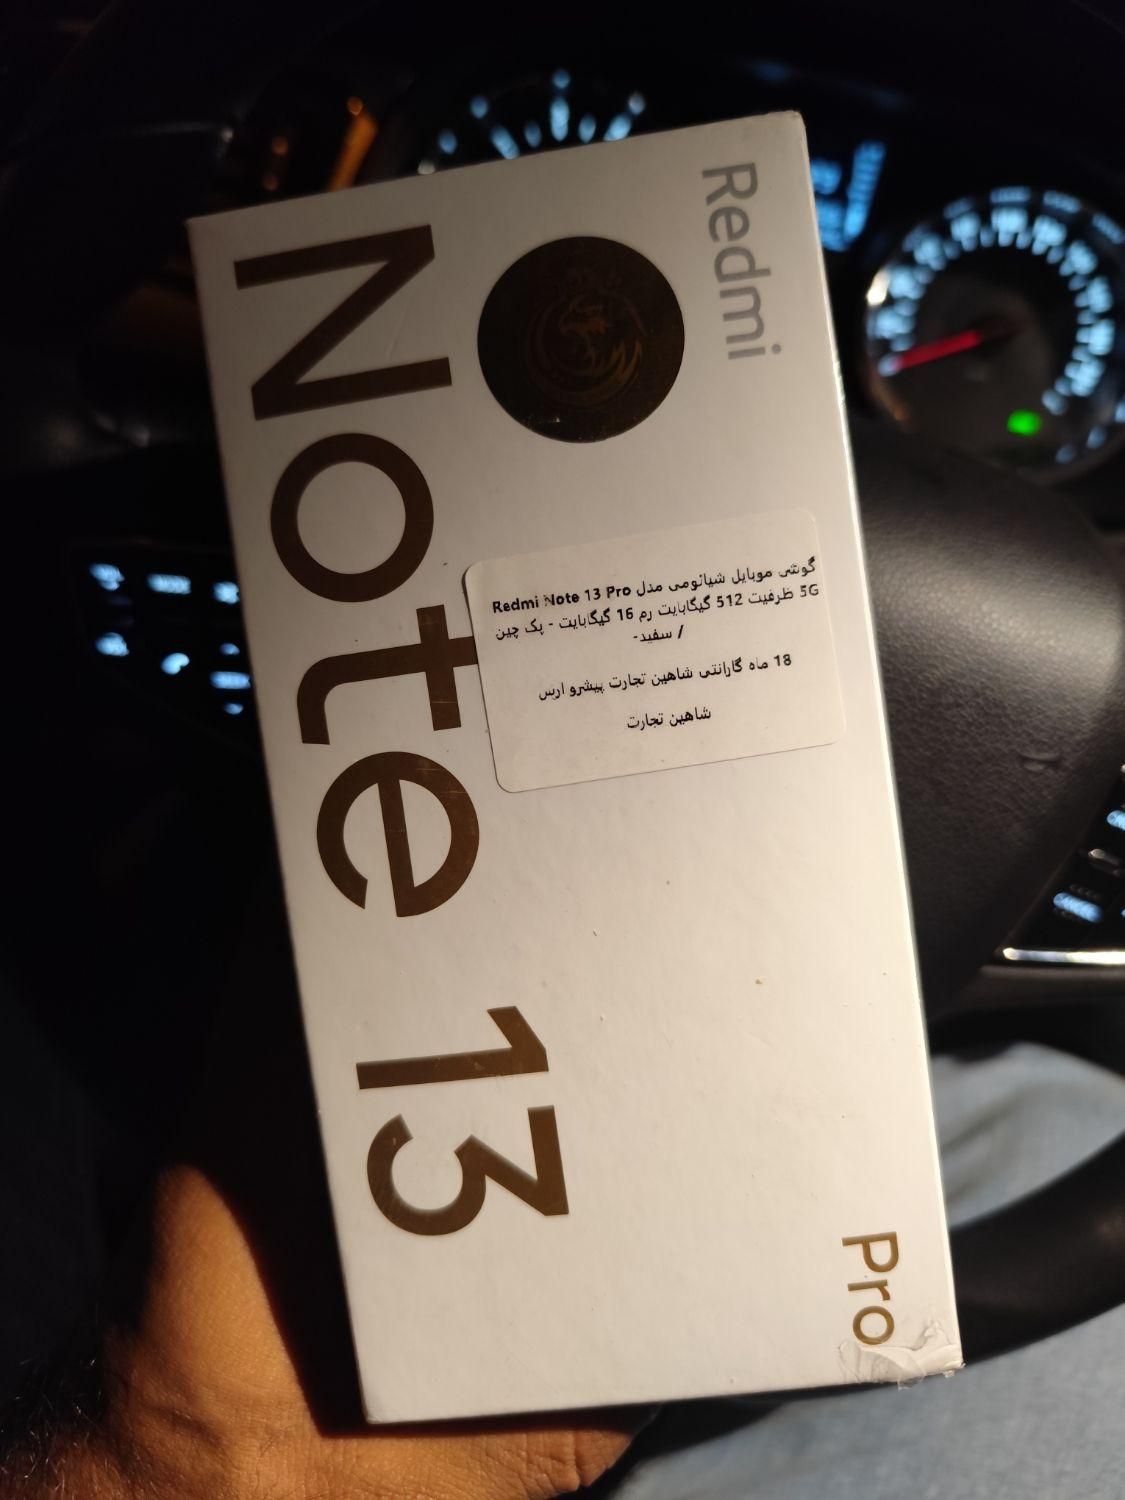 Redmi
Note 13
Pro
گوشی موبایل شیائومی مدل Redmi Note 13 Pro
5G ظرفیت 512 گیگابایت رم 16 گیگابایت - پک چین
/ سفید-
18 ماه گارانتی شاهین تجارت پیشرو ارس
شاهین تجارت